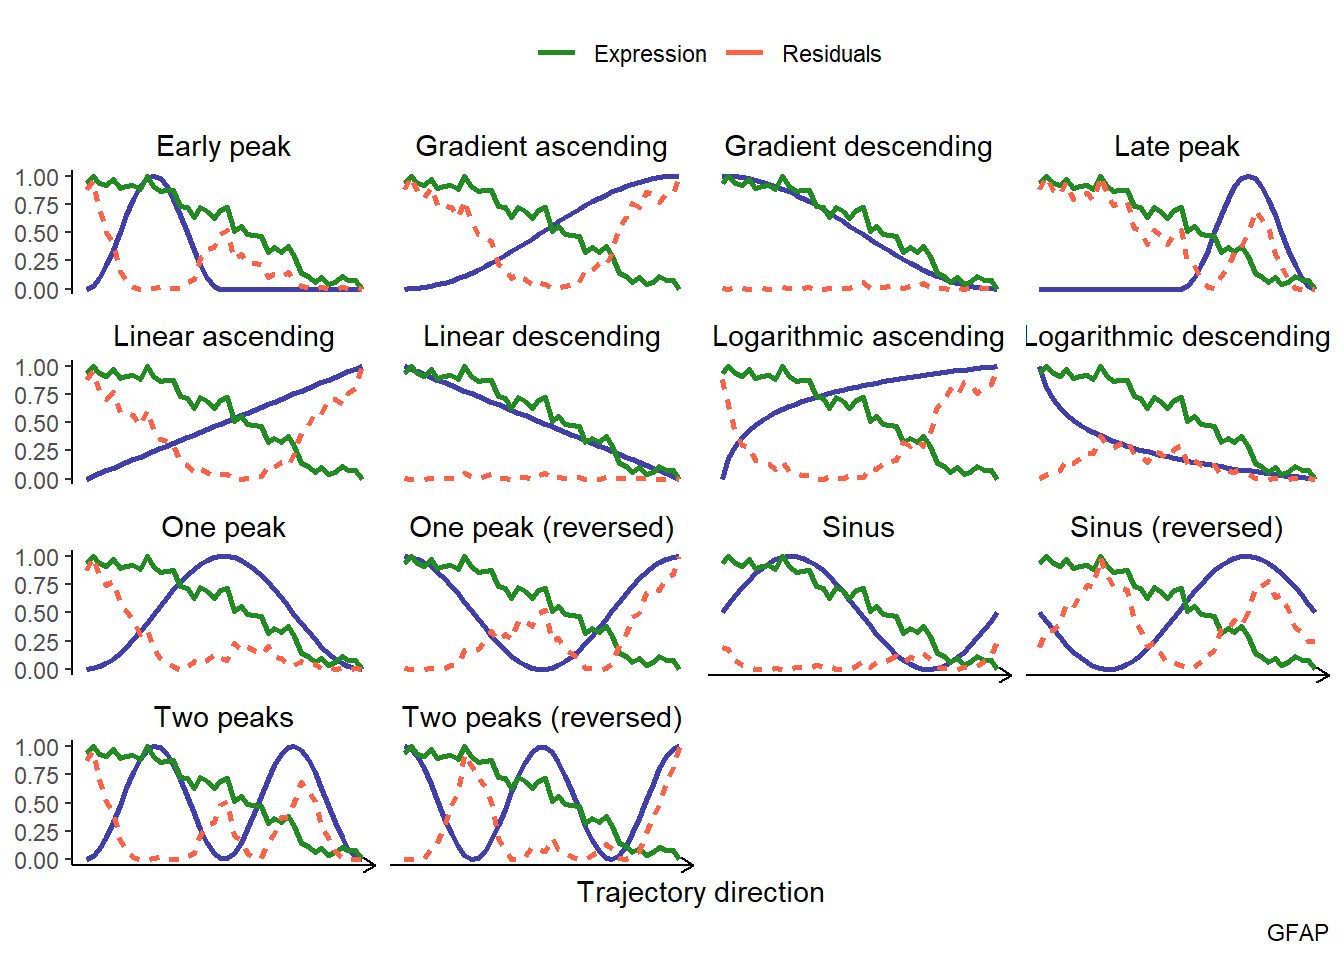 Expression Residuals
Early peak Gradient ascending Gradient descending Late peak
1.00
0.75
0.50
0.25
0.00
Linear ascending Linear descending Logarithmic ascending Logarithmic descending
1.00
0.75
0.50
0.25
0.00
One peak One peak (reversed) Sinus Sinus (reversed)
1.00
0.75
0.50
0.25
0.00
Two peaks Two peaks (reversed)
1.00
0.75
0.50
0.25
0.00
Trajectory direction
GFAP